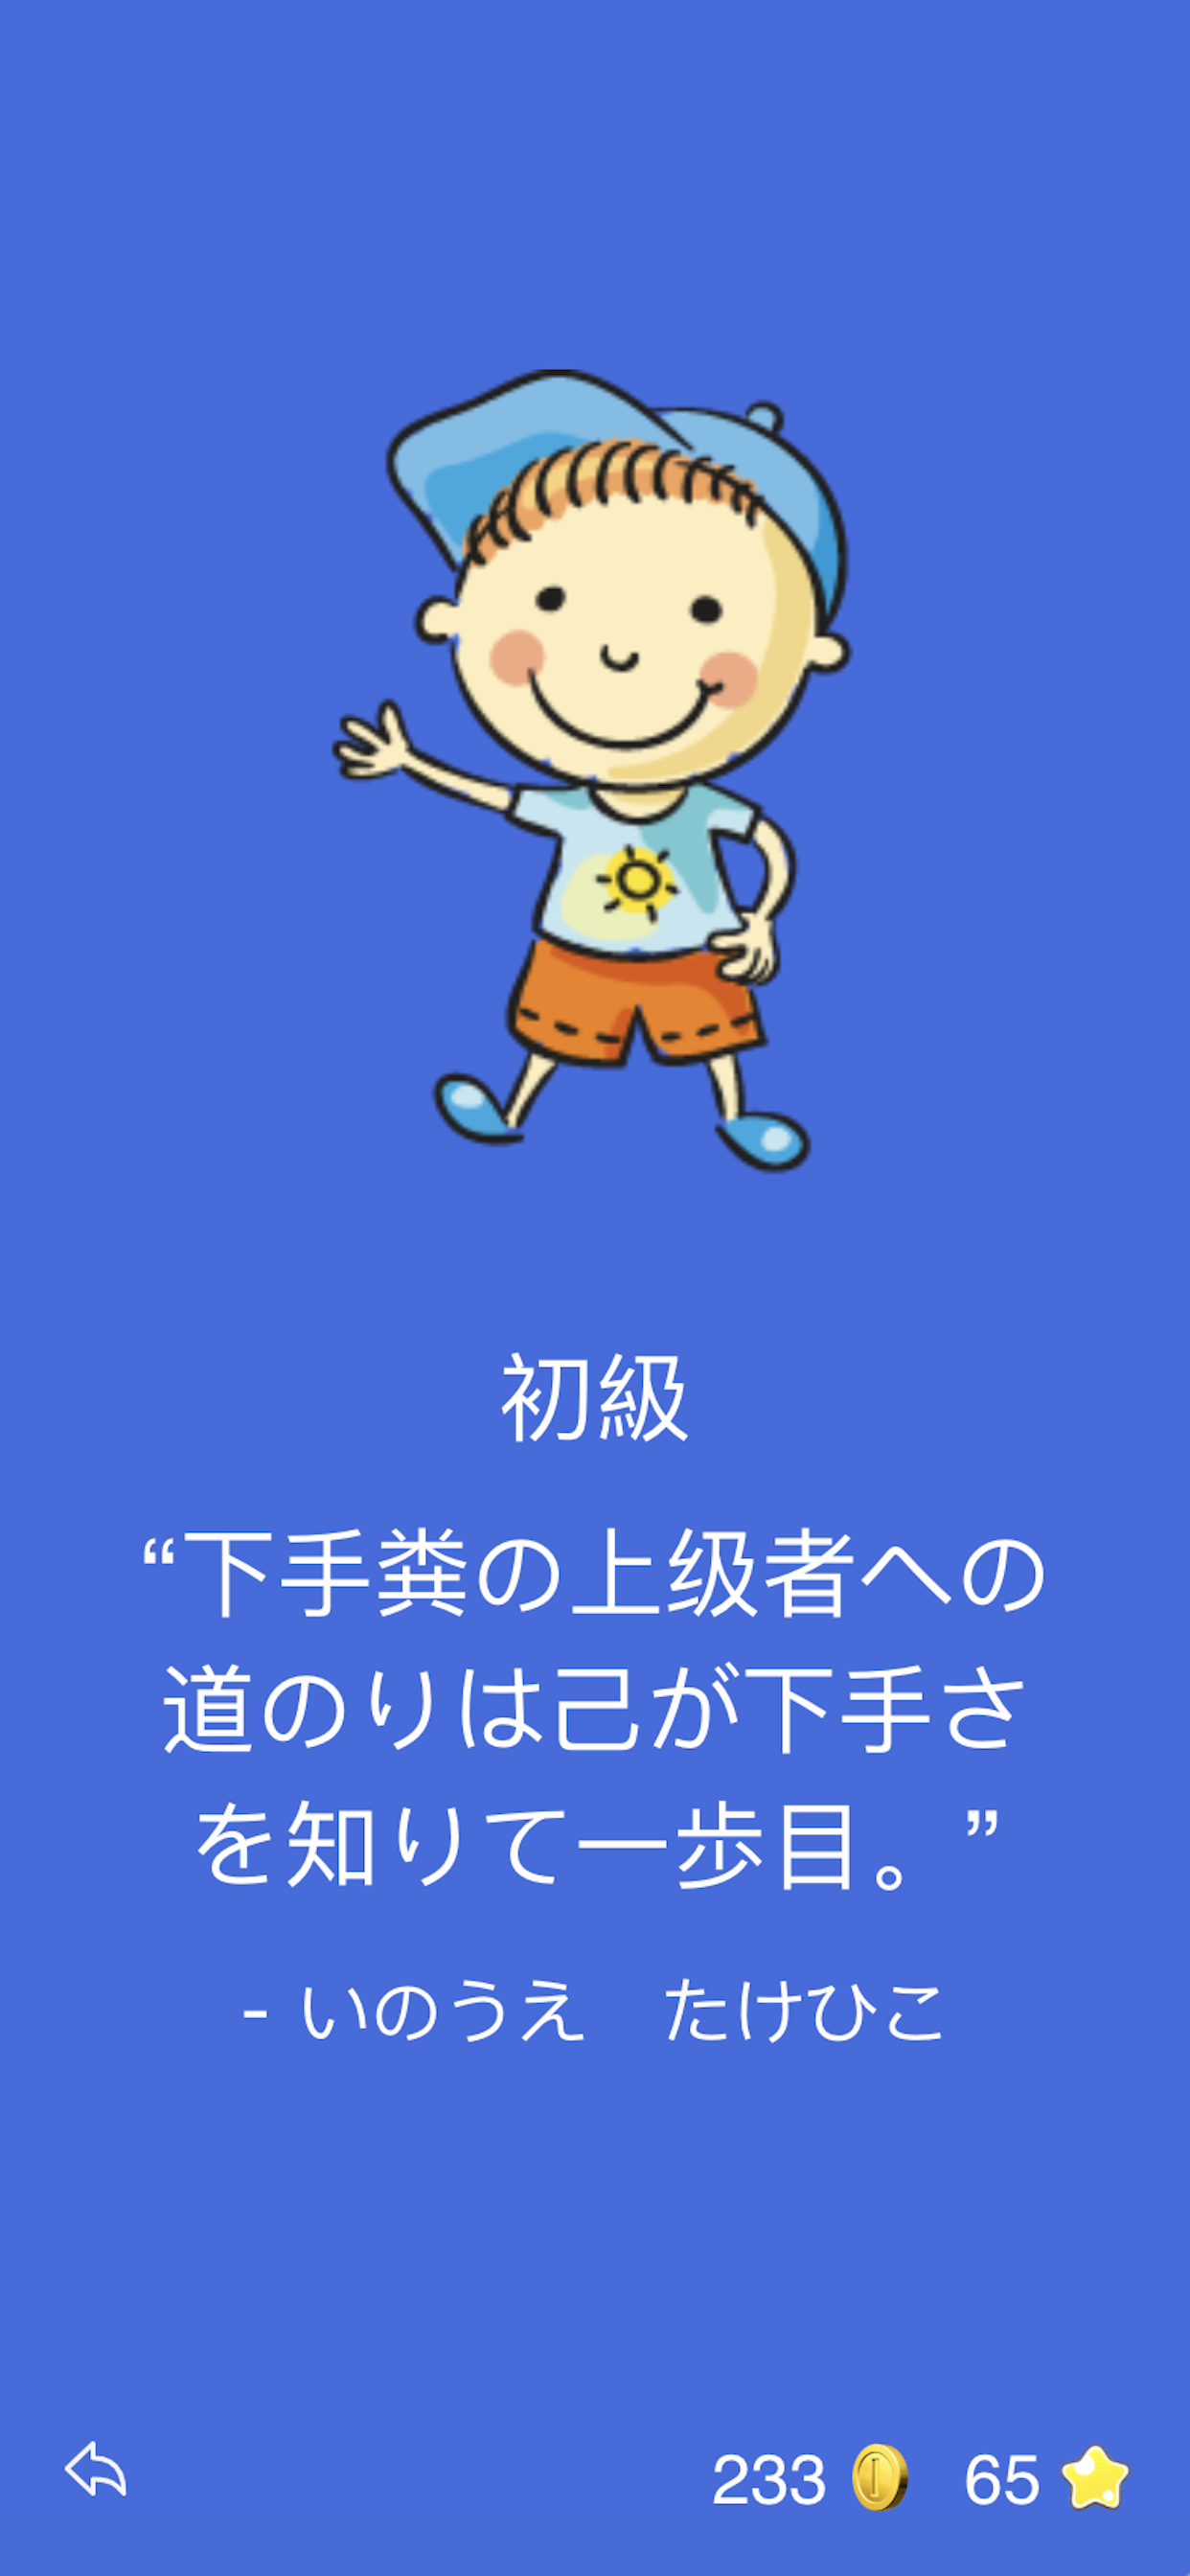 初級
“下手糞の上级者への
道のりは己が下手さ
を知りて一歩目。”
- いのうえ　たけひこ
233 65